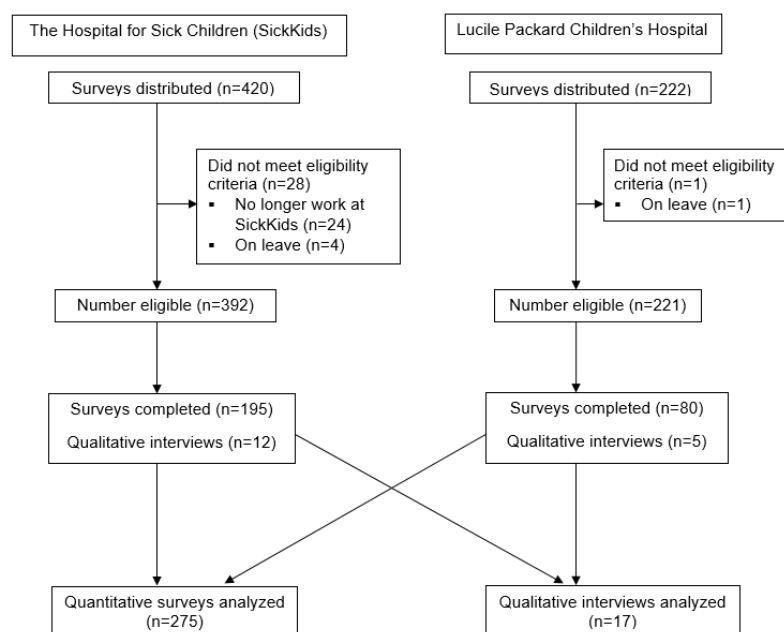 The Hospital for Sick Children (SickKids)
Surveys distributed (n=420)
Did not meet eligibility
criteria (n=28)
▪ No longer work at
SickKids (n=24)
▪ On leave (n=4)
Number eligible (n=392)
Surveys completed (n=195)
Qualitative interviews (n=12)
Lucile Packard Children’s Hospital
Surveys distributed (n=222)
Did not meet eligibility
criteria (n=1)
▪ On leave (n=1)
Number eligible (n=221)
Surveys completed (n=80)
Qualitative interviews (n=5)
Quantitative surveys analyzed
(n=275)
Qualitative interviews analyzed
(n=17)